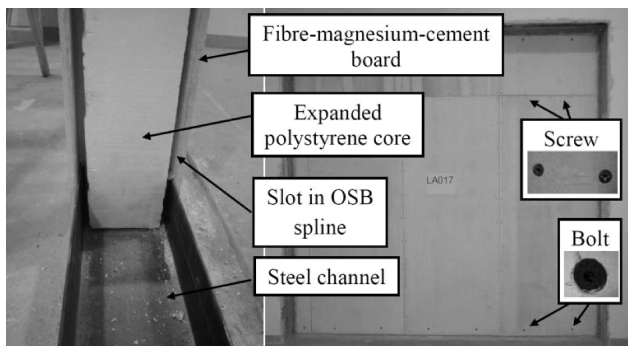 Fibre-magnesium-cement
board
Expanded
polystyrene core
Slot in OSB
spline
Steel channel
LA017
Screw
Bolt